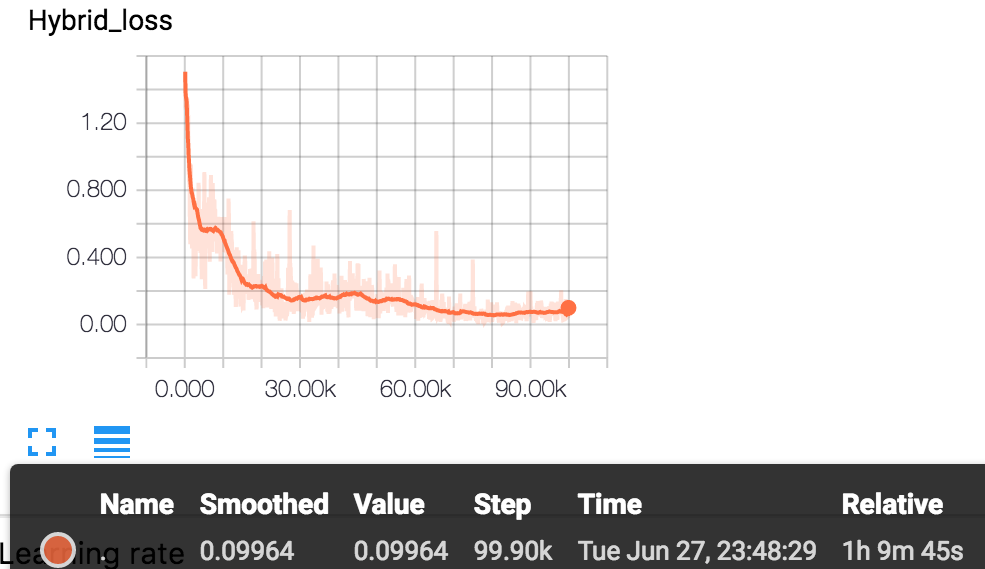 Hybrid_loss
1.20
0.800
0.400
0.00
0.000 30.00k 60.00k 90.00k
Name Smoothed Value Step Time Relative
Learning rate
. 0.09964 0.09964 99.90k Tue Jun 27, 23:48:29 1h 9m 45s